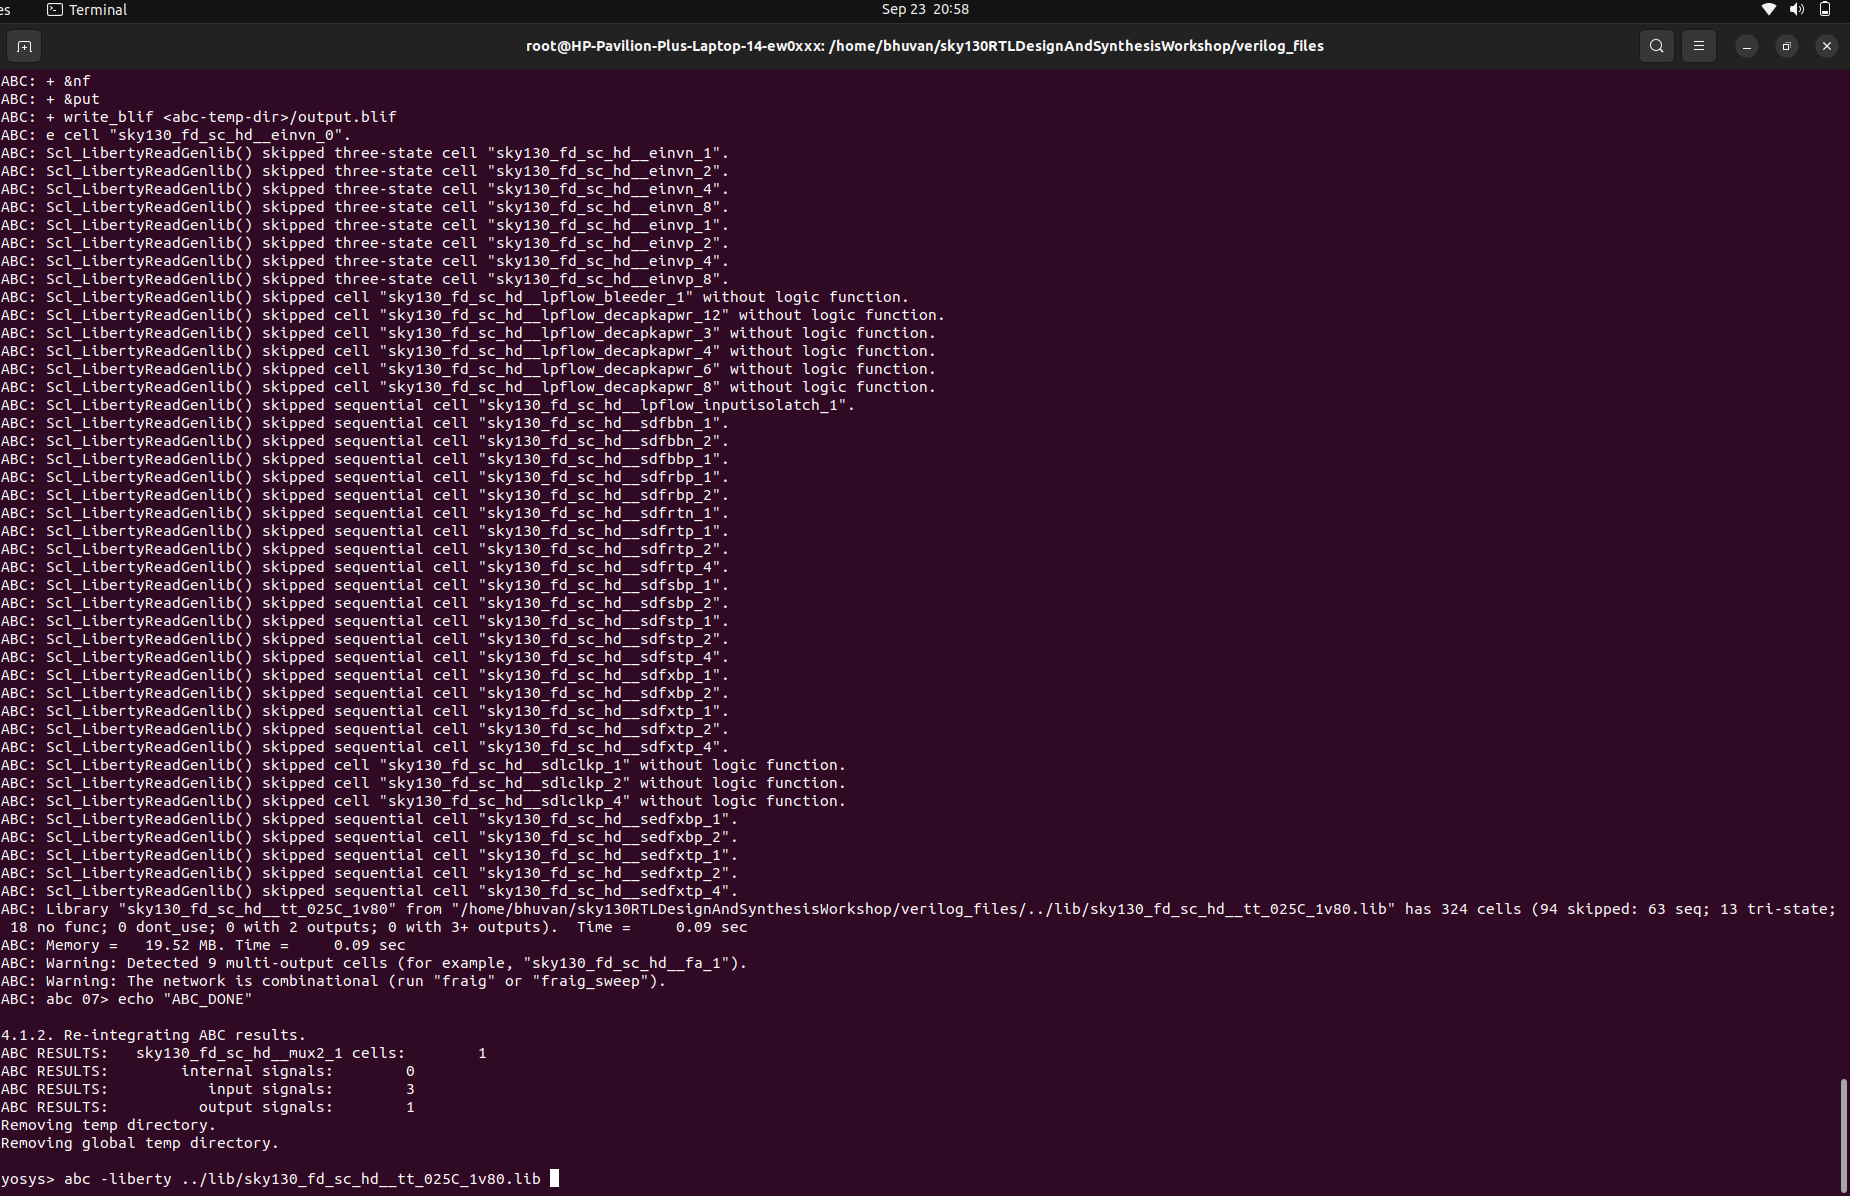 es Terminal Sep 23 20:58
root@HP-Pavilion-Plus-Laptop-14-ew0xxx: /home/bhuvan/sky130RTLDesignAndSynthesisWorkshop/verilog_files
ABC: + &nf
ABC: + &put
ABC: + write_blif <abc-temp-dir>/output.blif
ABC: e cell "sky130_fd_sc_hd__einvn_0".
ABC: Scl_LibertyReadGenlib() skipped three-state cell "sky130_fd_sc_hd__einvn_1".
ABC: Scl_LibertyReadGenlib() skipped three-state cell "sky130_fd_sc_hd__einvn_2".
ABC: Scl_LibertyReadGenlib() skipped three-state cell "sky130_fd_sc_hd__einvn_4".
ABC: Scl_LibertyReadGenlib() skipped three-state cell "sky130_fd_sc_hd__einvn_8".
ABC: Scl_LibertyReadGenlib() skipped three-state cell "sky130_fd_sc_hd__einvp_1".
ABC: Scl_LibertyReadGenlib() skipped three-state cell "sky130_fd_sc_hd__einvp_2".
ABC: Scl_LibertyReadGenlib() skipped three-state cell "sky130_fd_sc_hd__einvp_4".
ABC: Scl_LibertyReadGenlib() skipped three-state cell "sky130_fd_sc_hd__einvp_8".
ABC: Scl_LibertyReadGenlib() skipped cell "sky130_fd_sc_hd__lpflow_bleeder_1" without logic function.
ABC: Scl_LibertyReadGenlib() skipped cell "sky130_fd_sc_hd__lpflow_decapkapwr_12" without logic function.
ABC: Scl_LibertyReadGenlib() skipped cell "sky130_fd_sc_hd__lpflow_decapkapwr_3" without logic function.
ABC: Scl_LibertyReadGenlib() skipped cell "sky130_fd_sc_hd__lpflow_decapkapwr_4" without logic function.
ABC: Scl_LibertyReadGenlib() skipped cell "sky130_fd_sc_hd__lpflow_decapkapwr_6" without logic function.
ABC: Scl_LibertyReadGenlib() skipped cell "sky130_fd_sc_hd__lpflow_decapkapwr_8" without logic function.
ABC: Scl_LibertyReadGenlib() skipped sequential cell "sky130_fd_sc_hd__lpflow_inputisolatch_1".
ABC: Scl_LibertyReadGenlib() skipped sequential cell "sky130_fd_sc_hd__sdfbbn_1".
ABC: Scl_LibertyReadGenlib() skipped sequential cell "sky130_fd_sc_hd__sdfbbn_2".
ABC: Scl_LibertyReadGenlib() skipped sequential cell "sky130_fd_sc_hd__sdfbbp_1".
ABC: Scl_LibertyReadGenlib() skipped sequential cell "sky130_fd_sc_hd__sdfrbp_1".
ABC: Scl_LibertyReadGenlib() skipped sequential cell "sky130_fd_sc_hd__sdfrbp_2".
ABC: Scl_LibertyReadGenlib() skipped sequential cell "sky130_fd_sc_hd__sdfrtn_1".
ABC: Scl_LibertyReadGenlib() skipped sequential cell "sky130_fd_sc_hd__sdfrtp_1".
ABC: Scl_LibertyReadGenlib() skipped sequential cell "sky130_fd_sc_hd__sdfrtp_2".
ABC: Scl_LibertyReadGenlib() skipped sequential cell "sky130_fd_sc_hd__sdfrtp_4".
ABC: Scl_LibertyReadGenlib() skipped sequential cell "sky130_fd_sc_hd__sdfsbp_1".
ABC: Scl_LibertyReadGenlib() skipped sequential cell "sky130_fd_sc_hd__sdfsbp_2".
ABC: Scl_LibertyReadGenlib() skipped sequential cell "sky130_fd_sc_hd__sdfstp_1".
ABC: Scl_LibertyReadGenlib() skipped sequential cell "sky130_fd_sc_hd__sdfstp_2".
ABC: Scl_LibertyReadGenlib() skipped sequential cell "sky130_fd_sc_hd__sdfstp_4".
ABC: Scl_LibertyReadGenlib() skipped sequential cell "sky130_fd_sc_hd__sdfxbp_1".
ABC: Scl_LibertyReadGenlib() skipped sequential cell "sky130_fd_sc_hd__sdfxbp_2".
ABC: Scl_LibertyReadGenlib() skipped sequential cell "sky130_fd_sc_hd__sdfxtp_1".
ABC: Scl_LibertyReadGenlib() skipped sequential cell "sky130_fd_sc_hd__sdfxtp_2".
ABC: Scl_LibertyReadGenlib() skipped sequential cell "sky130_fd_sc_hd__sdfxtp_4".
ABC: Scl_LibertyReadGenlib() skipped cell "sky130_fd_sc_hd__sdlclkp_1" without logic function.
ABC: Scl_LibertyReadGenlib() skipped cell "sky130_fd_sc_hd__sdlclkp_2" without logic function.
ABC: Scl_LibertyReadGenlib() skipped cell "sky130_fd_sc_hd__sdlclkp_4" without logic function.
ABC: Scl_LibertyReadGenlib() skipped sequential cell "sky130_fd_sc_hd__sedfxbp_1".
ABC: Scl_LibertyReadGenlib() skipped sequential cell "sky130_fd_sc_hd__sedfxbp_2".
ABC: Scl_LibertyReadGenlib() skipped sequential cell "sky130_fd_sc_hd__sedfxtp_1".
ABC: Scl_LibertyReadGenlib() skipped sequential cell "sky130_fd_sc_hd__sedfxtp_2".
ABC: Scl_LibertyReadGenlib() skipped sequential cell "sky130_fd_sc_hd__sedfxtp_4".
ABC: Library "sky130_fd_sc_hd__tt_025C_1v80" from "/home/bhuvan/sky130RTLDesignAndSynthesisWorkshop/verilog_files/../lib/sky130_fd_sc_hd__tt_025C_1v80.lib" has 324 cells (94 skipped: 63 seq; 13 tri-state;
18 no func; 0 dont_use; 0 with 2 outputs; 0 with 3+ outputs).  Time =     0.09 sec
ABC: Memory =   19.52 MB. Time =     0.09 sec
ABC: Warning: Detected 9 multi-output cells (for example, "sky130_fd_sc_hd__fa_1").
ABC: Warning: The network is combinational (run "fraig" or "fraig_sweep").
ABC: abc 07> echo "ABC_DONE"
4.1.2. Re-integrating ABC results.
ABC RESULTS:   sky130_fd_sc_hd__mux2_1 cells:        1
ABC RESULTS:        internal signals:        0
ABC RESULTS:           input signals:        3
ABC RESULTS:          output signals:        1
Removing temp directory.
Removing global temp directory.
yosys> abc -liberty ../lib/sky130_fd_sc_hd__tt_025C_1v80.lib